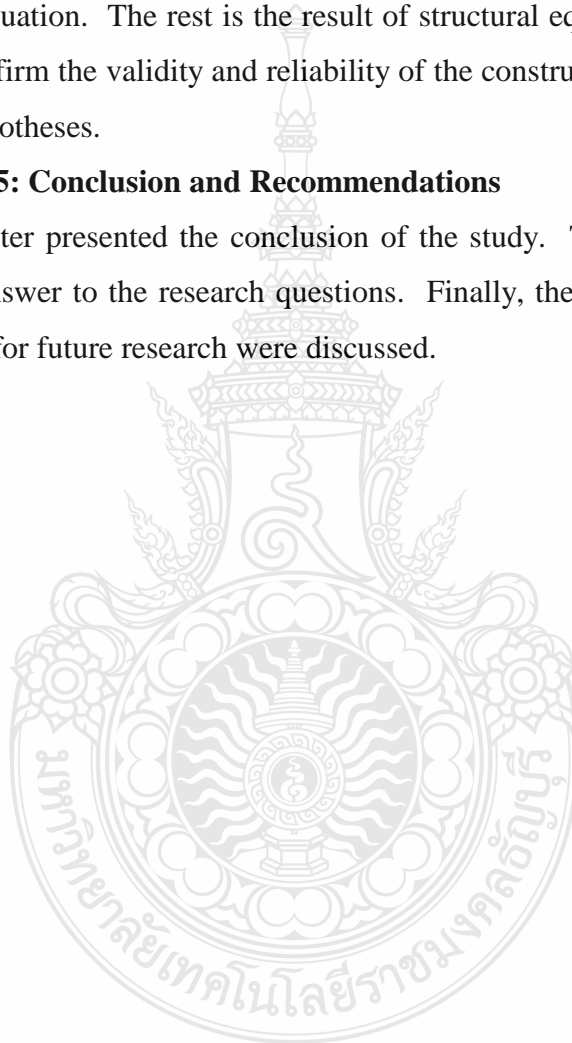 uation. The rest is the result of structural eq
firm the validity and reliability of the constru
otheses.
5: Conclusion and Recommendations
ter presented the conclusion of the study. T
nswer to the research questions. Finally, the
for future research were discussed.
มหาวิทยาลัยเทคโนโลยีราชมงคลธัญบุรี